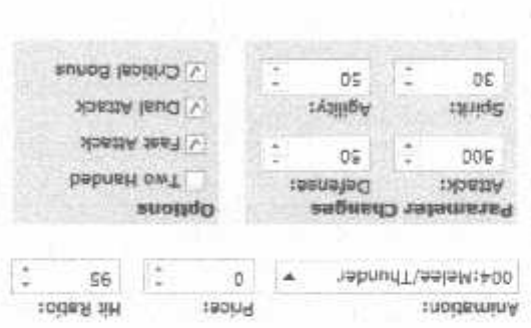 Animation:
004:Melee/Thunder
Price:
0
Hit Ratio:
95
Parameter Changes
Attack:
500
Defense:
50
Spirit:
30
Agility:
50
Options
Two Handed
Fast Attack
Dual Attack
Critical Bonus